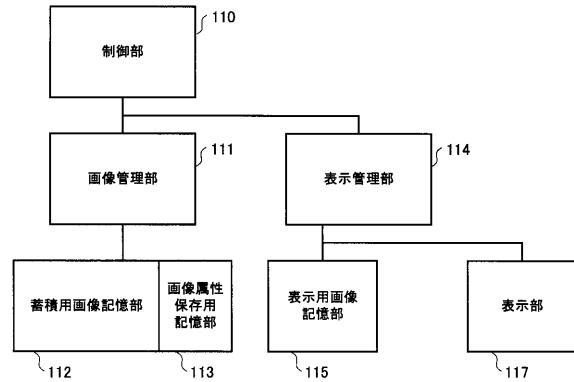 110
制御部
111
画像管理部
114
表示管理部
蓄積用画像記憶部
画像属性
保存用
記憶部
表示用画像
記憶部
表示部
112
113
115
117